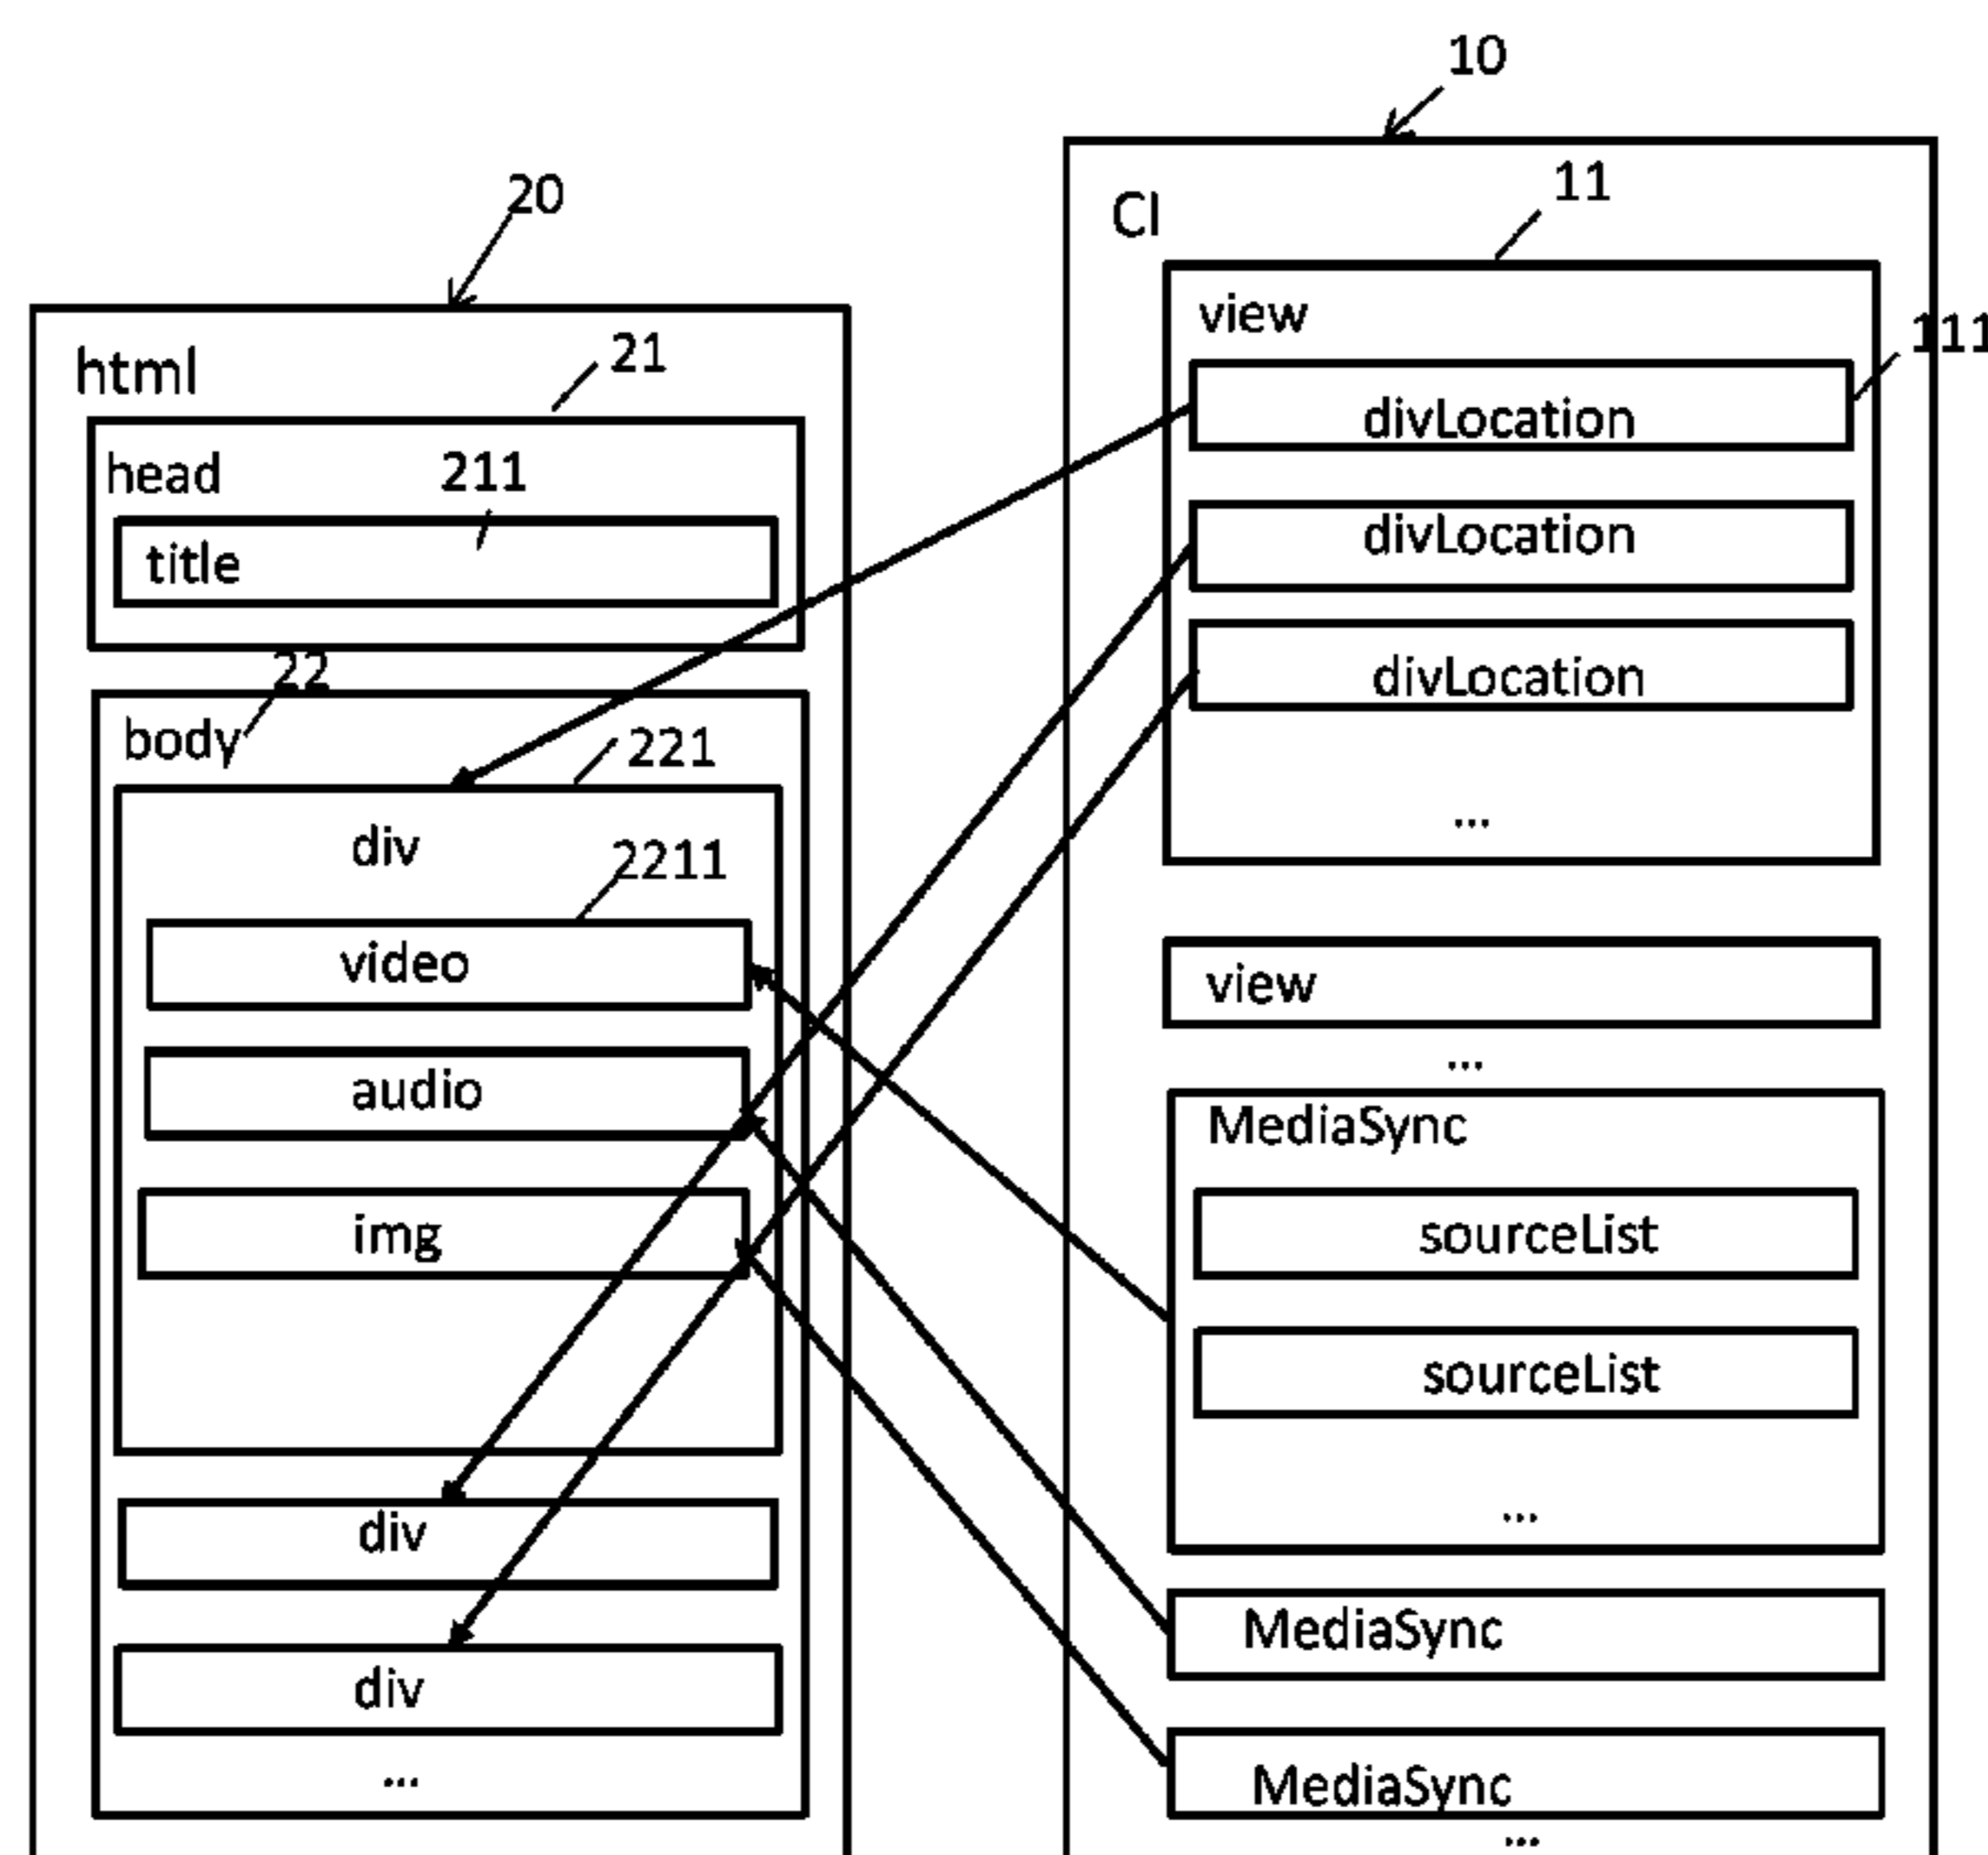 20
html
21
head
211
title
22
body
221
div
2211
video
audio
img
div
div
...
10
CI
11
view
111
divLocation
divLocation
divLocation
...
view
...
MediaSync
sourceList
sourceList
...
MediaSync
MediaSync
...